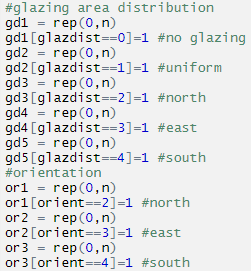 #glazing area distribution
gd1 = rep(0,n)
gd1[glazdist==0]=1 #no glazing
gd2 = rep(0,n)
gd2[glazdist==1]=1 #uniform
gd3 = rep(0,n)
gd3[glazdist==2]=1 #north
gd4 = rep(0,n)
gd4[glazdist==3]=1 #east
gd5 = rep(0,n)
gd5[glazdist==4]=1 #south
#orientation
or1 = rep(0,n)
or1[orient==2]=1 #north
or2 = rep(0,n)
or2[orient==3]=1 #east
or3 = rep(0,n)
or3[orient==4]=1 #south